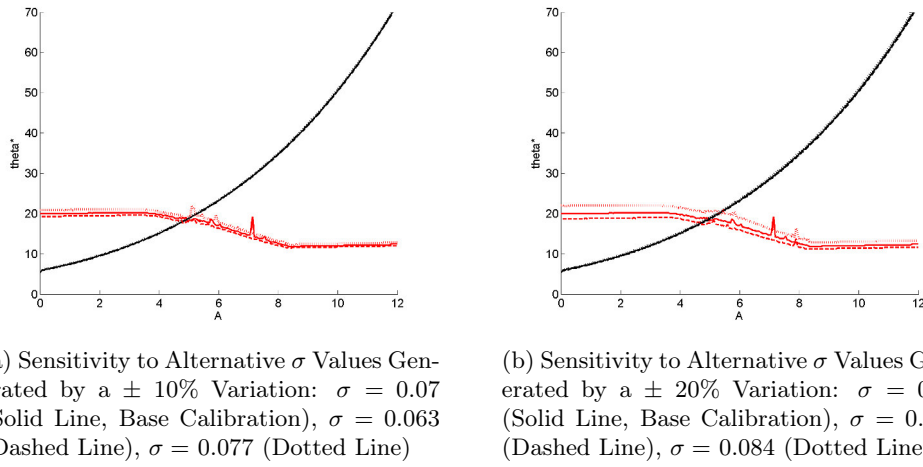 70
60
50
40
30
20
10
0
theta*
0 2 4 6 8 10 12
A
70
60
50
40
30
20
10
0
theta*
0 2 4 6 8 10 12
A
) Sensitivity to Alternative σ Values Gen-
rated by a ± 10% Variation: σ = 0.07
Solid Line, Base Calibration), σ = 0.063
Dashed Line), σ = 0.077 (Dotted Line)
(b) Sensitivity to Alternative σ Values G
erated by a ± 20% Variation: σ = 0.
(Solid Line, Base Calibration), σ = 0.
(Dashed Line), σ = 0.084 (Dotted Line